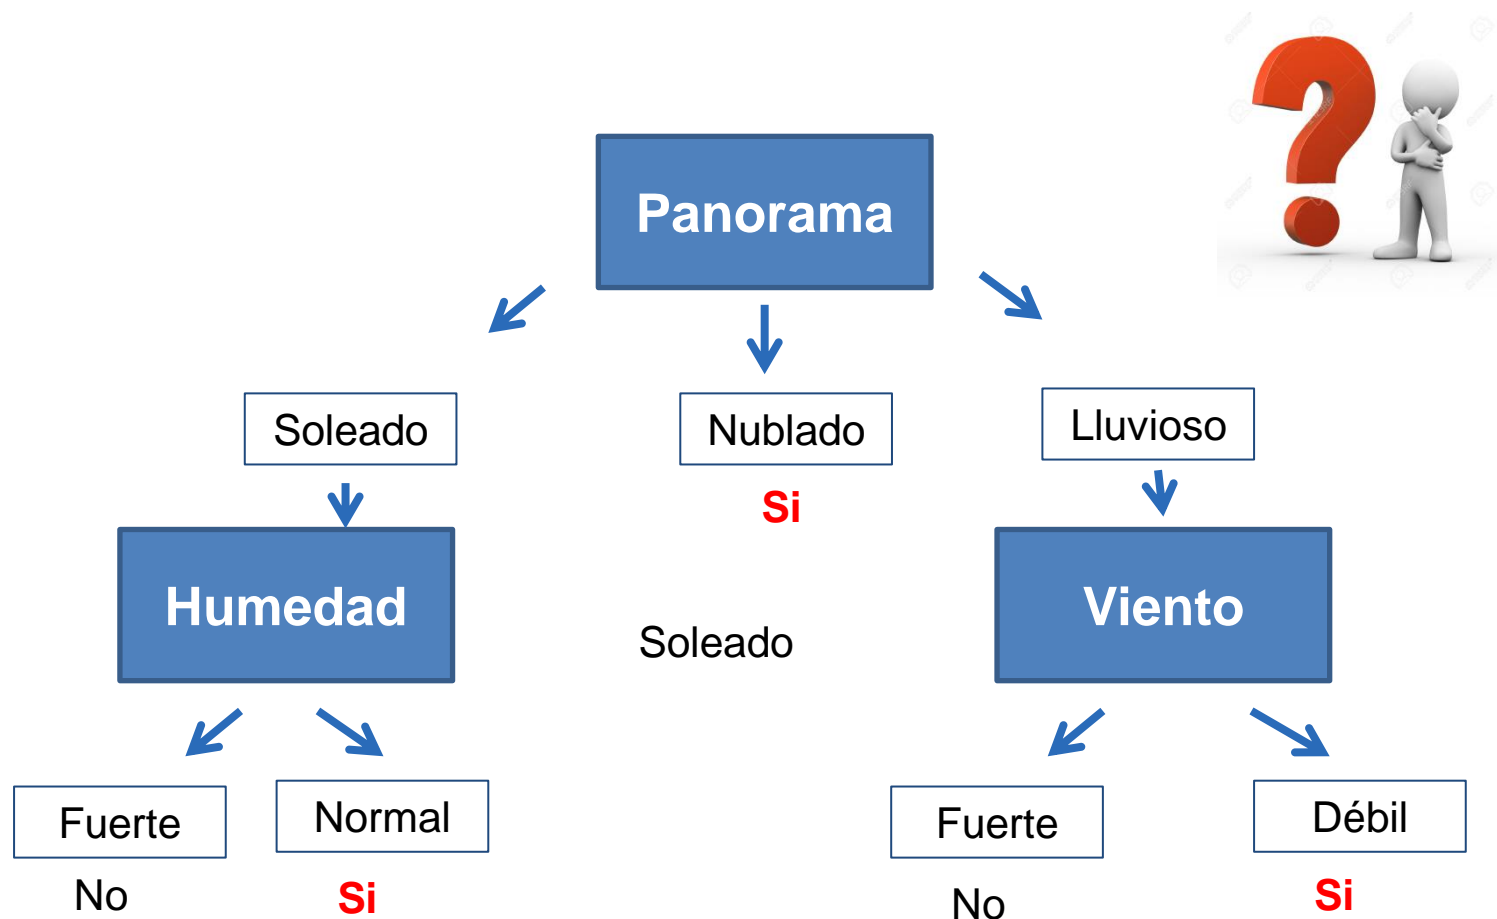 Panorama
Soleado
Nublado
Lluvioso
Si
Humedad
Viento
Soleado
Fuerte
Normal
Fuerte
Débil
No
Si
No
Si